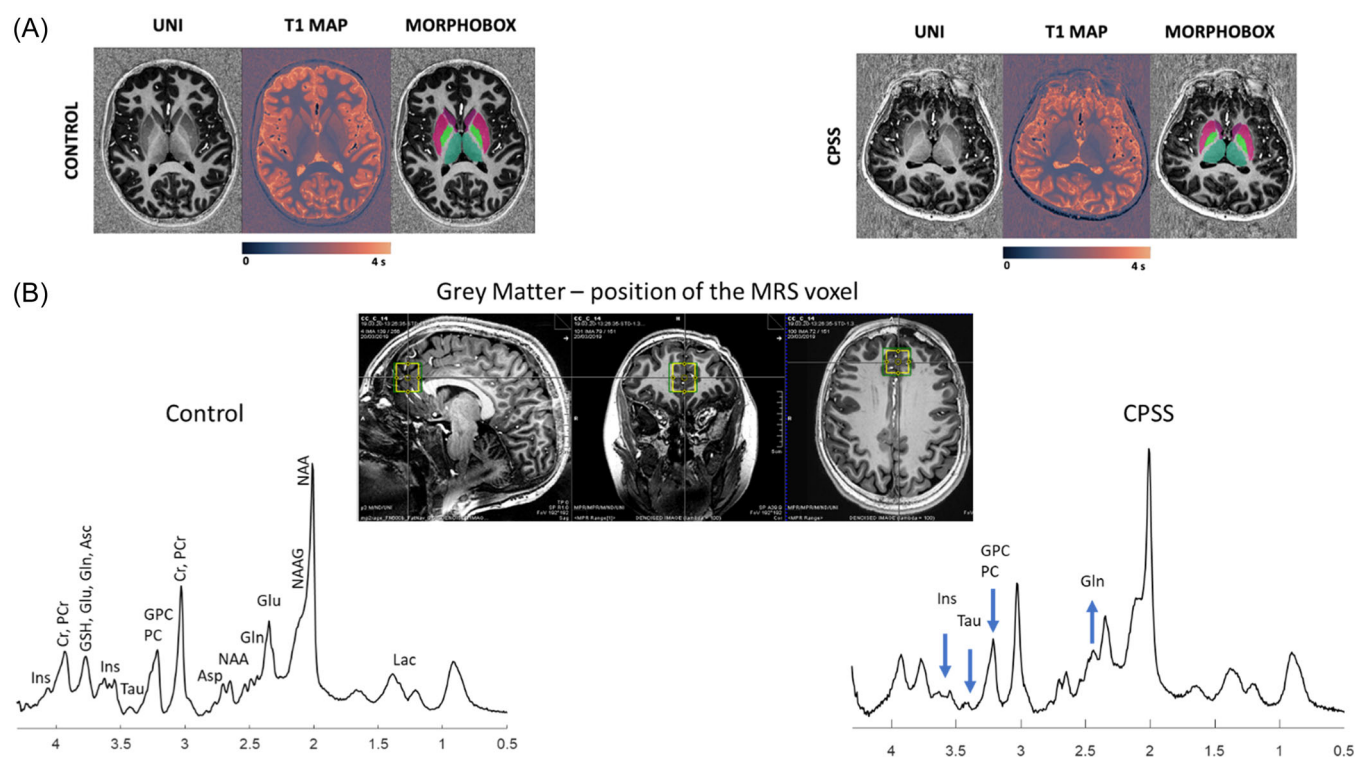 (A)
UNI T1 MAP MORPHOBOX
UNI T1 MAP MORPHOBOX
CONTROL
CPSS
0 4 s
0 4 s
(B)
Grey Matter – position of the MRS voxel
Control
CPSS
Ins
Cr, PCr
GSH, Glu, Gln, Asc
Ins
Tau
GPC
PC
Cr, PCr
Asp
NAA
Gln
Glu
NAAG
NAA
Lac
4 3.5 3 2.5 2 1.5 1 0.5
Ins
Tau
GPC
PC
Gln
4 3.5 3 2.5 2 1.5 1 0.5